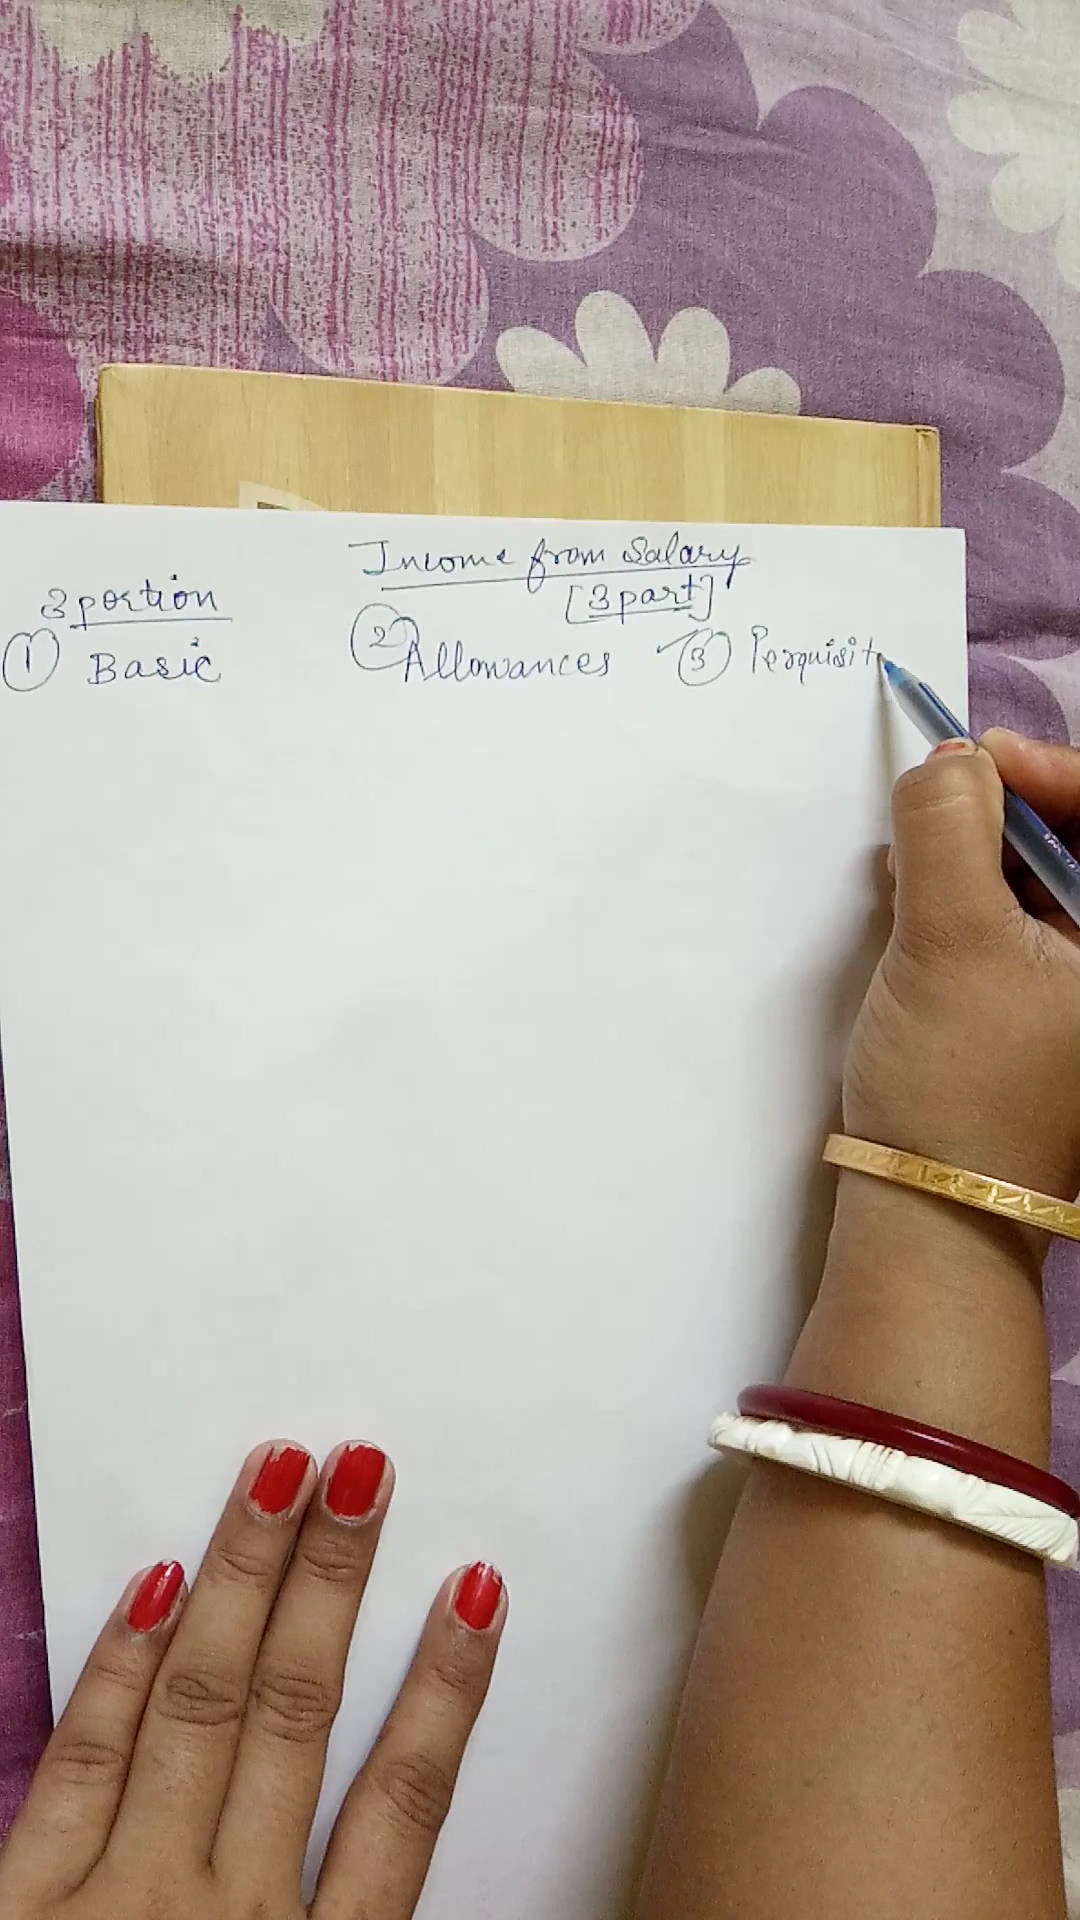 Income from Salary
3 portion [3 part]
① Basic ② Allowances ③ Perquisit